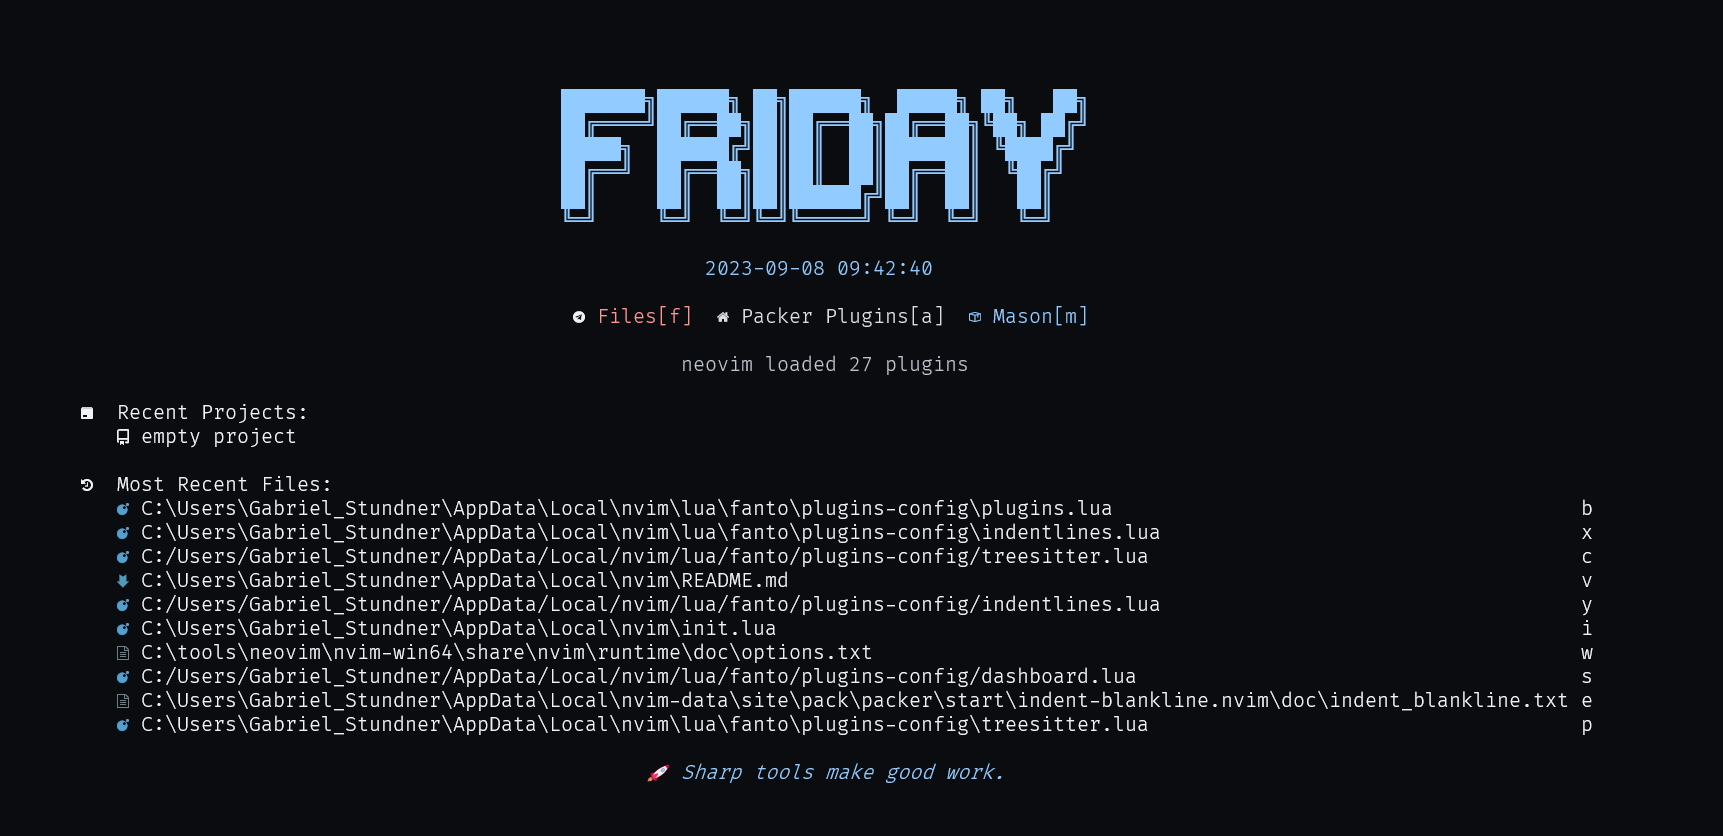 FRIDAY
2023-09-08 09:42:40
Files[f] Packer Plugins[a] Mason[m]
neovim loaded 27 plugins
Recent Projects:
empty project
Most Recent Files:
C:\Users\Gabriel_Stundner\AppData\Local\nvim\lua\fanto\plugins-config\plugins.lua b
C:\Users\Gabriel_Stundner\AppData\Local\nvim\lua\fanto\plugins-config\indentlines.lua x
C:/Users/Gabriel_Stundner/AppData/Local/nvim/lua/fanto/plugins-config/treesitter.lua c
C:\Users\Gabriel_Stundner\AppData\Local\nvim\README.md v
C:/Users/Gabriel_Stundner/AppData/Local/nvim/lua/fanto/plugins-config/indentlines.lua y
C:\Users\Gabriel_Stundner\AppData\Local\nvim\init.lua i
C:\tools\neovim\nvim-win64\share\nvim\runtime\doc\options.txt w
C:/Users/Gabriel_Stundner/AppData/Local/nvim/lua/fanto/plugins-config/dashboard.lua s
C:\Users\Gabriel_Stundner\AppData\Local\nvim-data\site\pack\packer\start\indent-blankline.nvim\doc\indent_blankline.txt e
C:\Users\Gabriel_Stundner\AppData\Local\nvim\lua\fanto\plugins-config\treesitter.lua p
🚀 Sharp tools make good work.